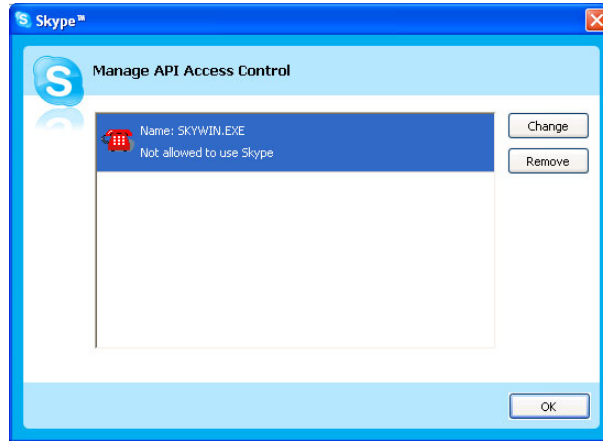 Skype™
Manage API Access Control
Name: SKYWIN.EXE
Not allowed to use Skype
Change
Remove
OK